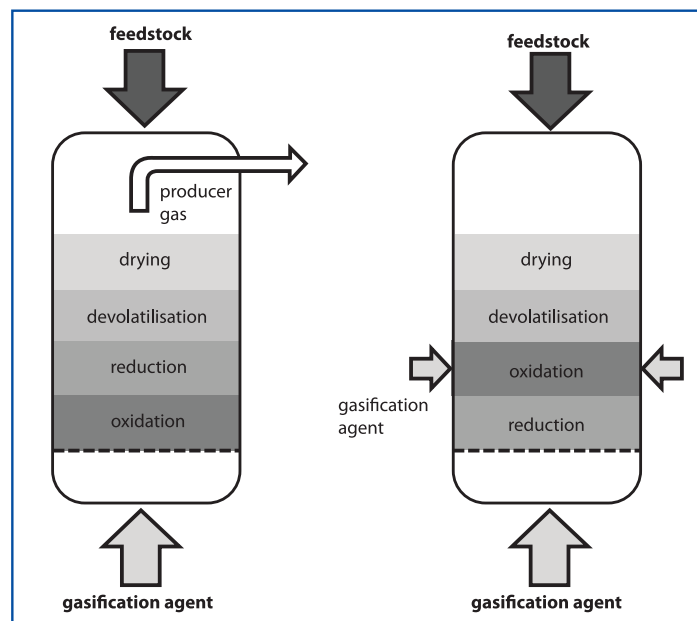 feedstock
producer
gas
drying
devolatilisation
reduction
oxidation
gasification agent
feedstock
drying
devolatilisation
oxidation
gasification
agent
reduction
gasification agent